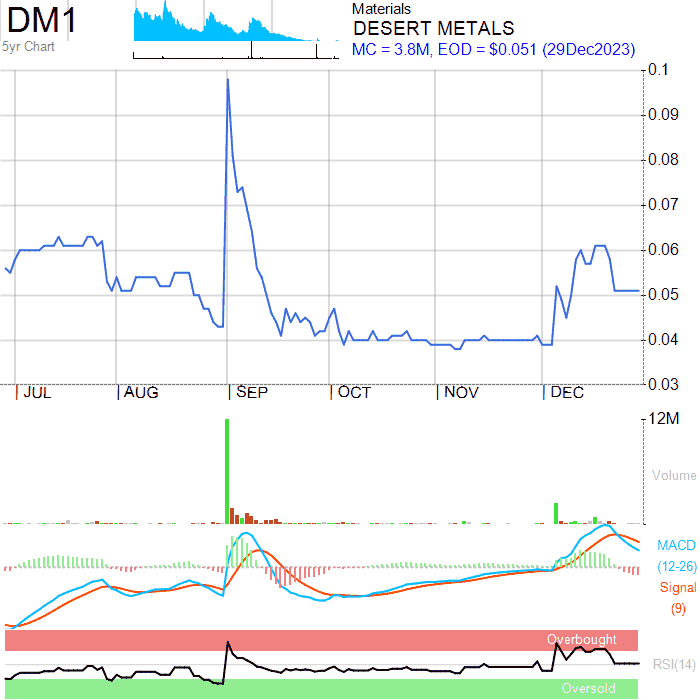 DM1
5yr Chart
Materials
DESERT METALS
MC = 3.8M, EOD = $0.051 (29Dec2023)
0.1
0.09
0.08
0.07
0.06
0.05
0.04
0.03
JUL AUG SEP OCT NOV DEC
12M
Volume
MACD
(12-26)
Signal
(9)
Overbought
RSI(14)
Oversold